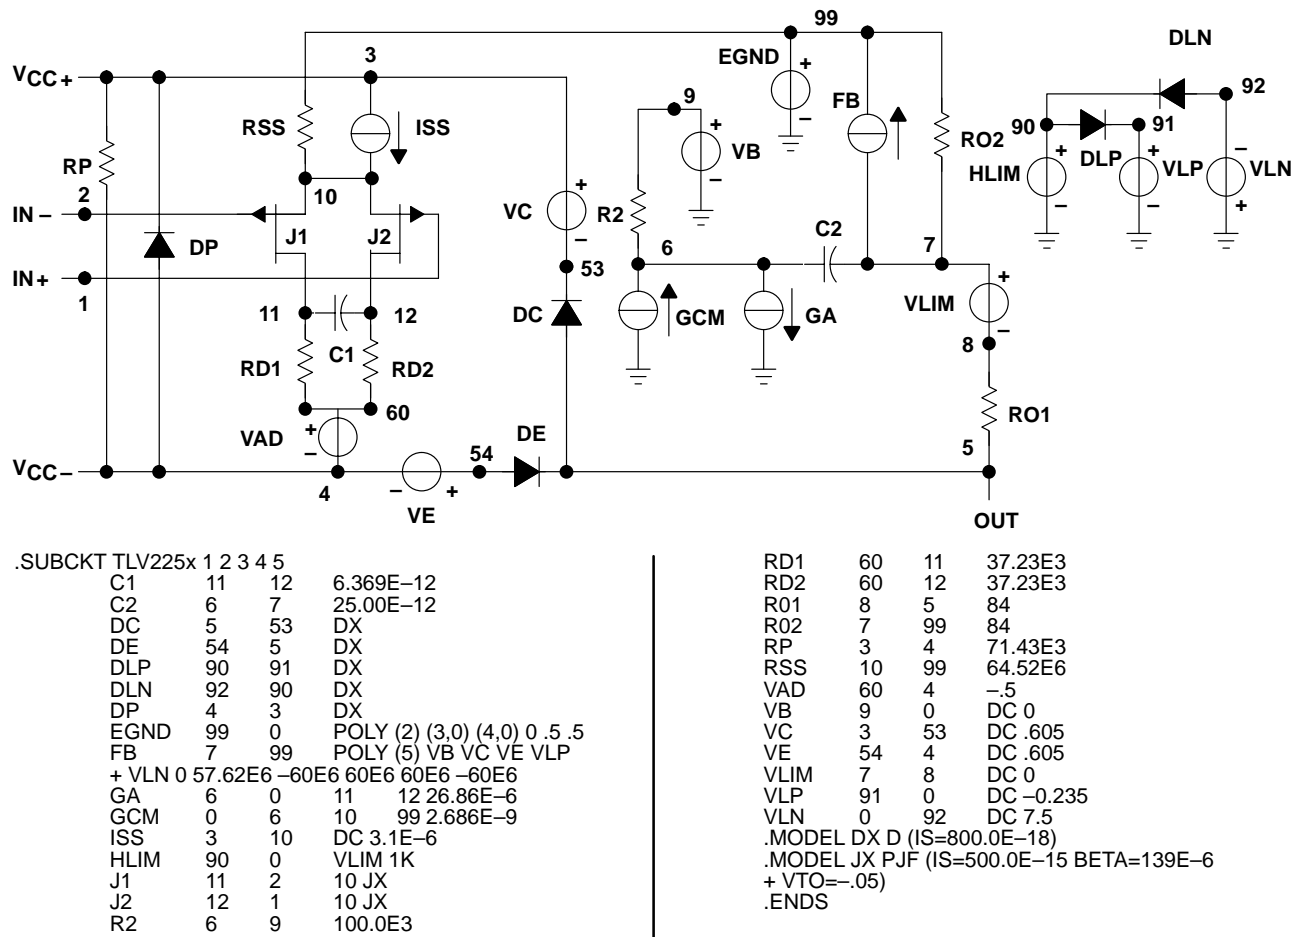 99
DLN
3
VCC+
EGND
+
–
9
FB
92
RSS
ISS
+
VB
–
90
91
RO2
RP
DLP
HLIM
+
–
+
VLP
–
–
VLN
+
2
10
IN –
J1
J2
DP
VC
+
–
R2
C2
6
7
IN+
1
53
VLIM
+
–
11
12
DC
GCM
GA
C1
8
RD1
RD2
60
RO1
VAD
+
–
DE
54
5
VCC–
4
–
+
VE
OUT
.SUBCKT TLV225x 1 2 3 4 5
C1 11 12 6.369E–12
C2 6 7 25.00E–12
DC 5 53 DX
DE 54 5 DX
DLP 90 91 DX
DLN 92 90 DX
DP 4 3 DX
EGND 99 0 POLY (2) (3,0) (4,0) 0 .5 .5
FB 7 99 POLY (5) VB VC VE VLP
+ VLN 0 57.62E6 –60E6 60E6 60E6 –60E6
GA 6 0 11 12 26.86E–6
GCM 0 6 10 99 2.686E–9
ISS 3 10 DC 3.1E–6
HLIM 90 0 VLIM 1K
J1 11 2 10 JX
J2 12 1 10 JX
R2 6 9 100.0E3
RD1 60 11 37.23E3
RD2 60 12 37.23E3
R01 8 5 84
R02 7 99 84
RP 3 4 71.43E3
RSS 10 99 64.52E6
VAD 60 4 –.5
VB 9 0 DC 0
VC 3 53 DC .605
VE 54 4 DC .605
VLIM 7 8 DC 0
VLP 91 0 DC –0.235
VLN 0 92 DC 7.5
.MODEL DX D (IS=800.0E–18)
.MODEL JX PJF (IS=500.0E–15 BETA=139E–6
+ VTO=–.05)
.ENDS